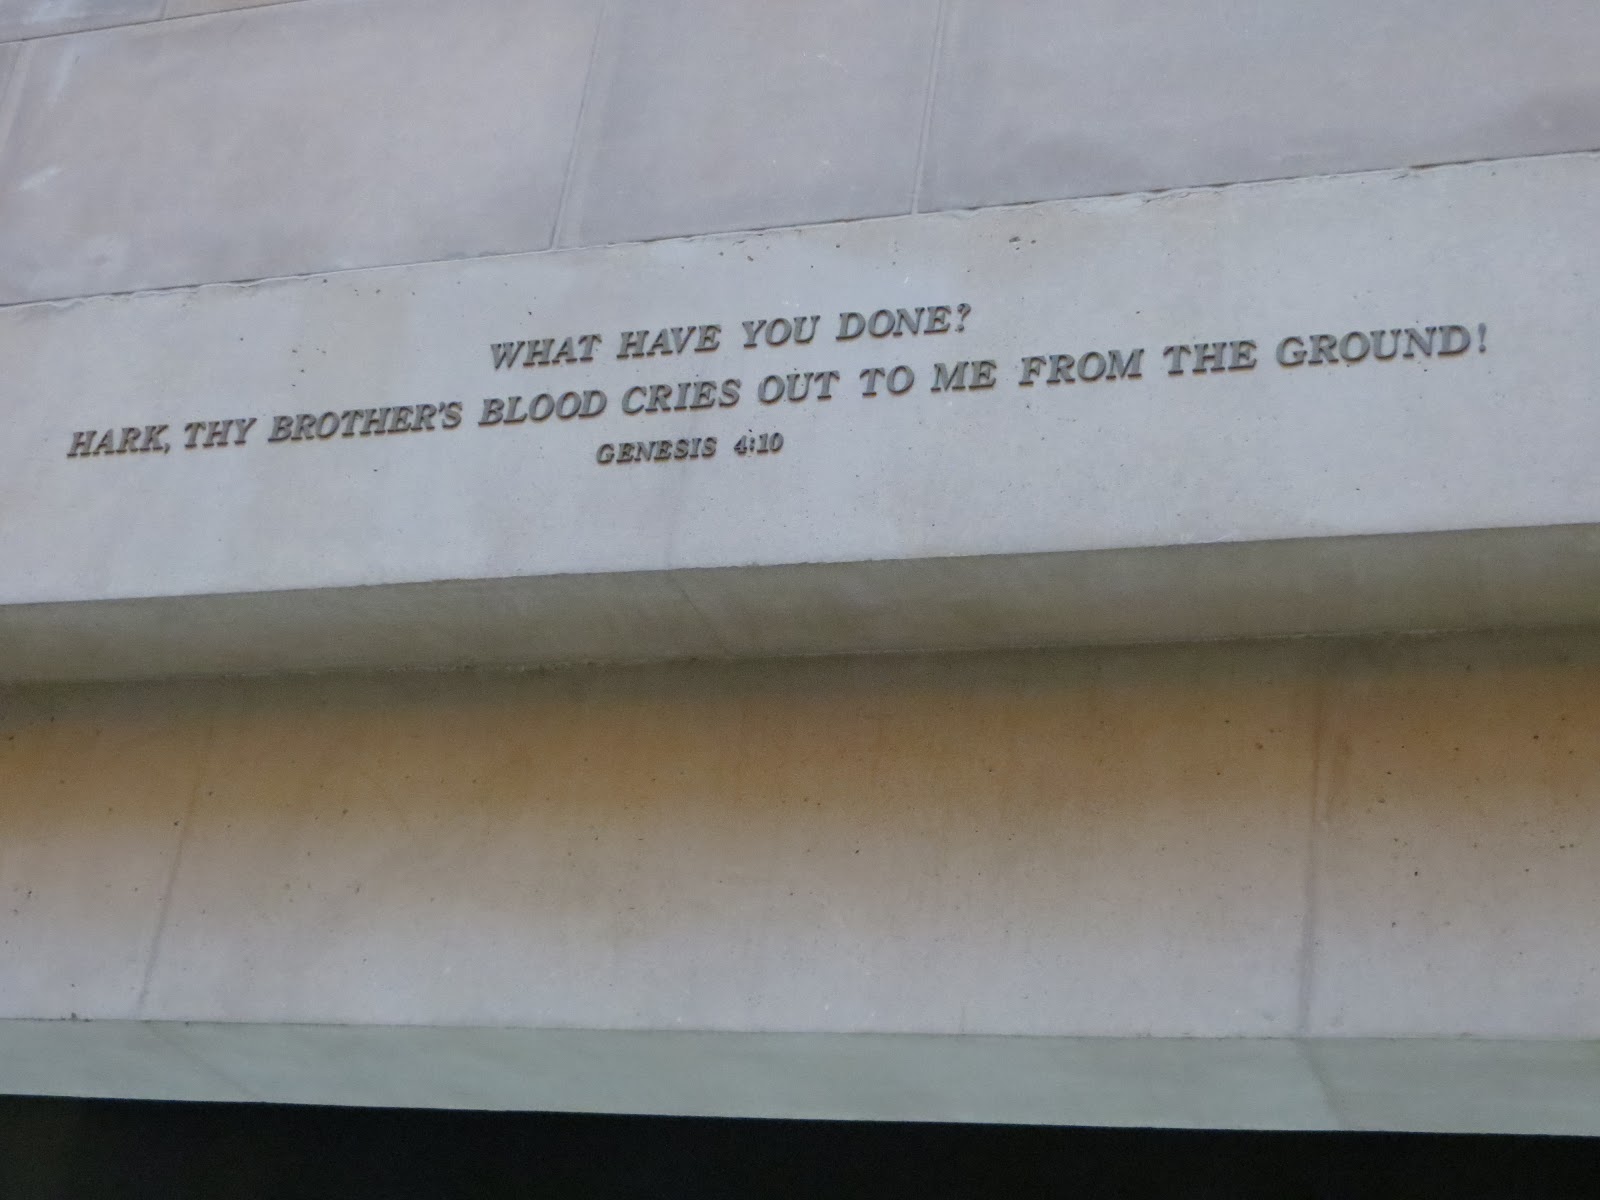 WHAT HAVE YOU DONE?
HARK, THY BROTHER'S BLOOD CRIES OUT TO ME FROM THE GROUND!
GENESIS 4:10